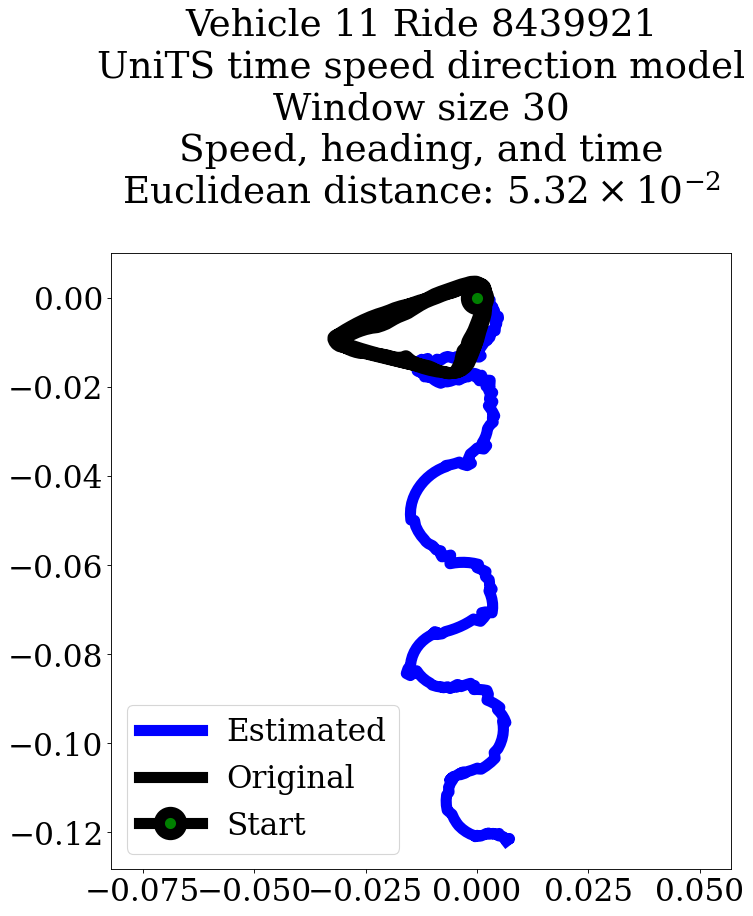 Vehicle 11 Ride 8439921
UniTS time speed direction model
Window size 30
Speed, heading, and time
Euclidean distance: 5.32 × 10⁻²
0.00
−0.02
−0.04
−0.06
−0.08
−0.10
−0.12
Estimated
Original
Start
−0.075 −0.050 −0.025 0.000 0.025 0.050